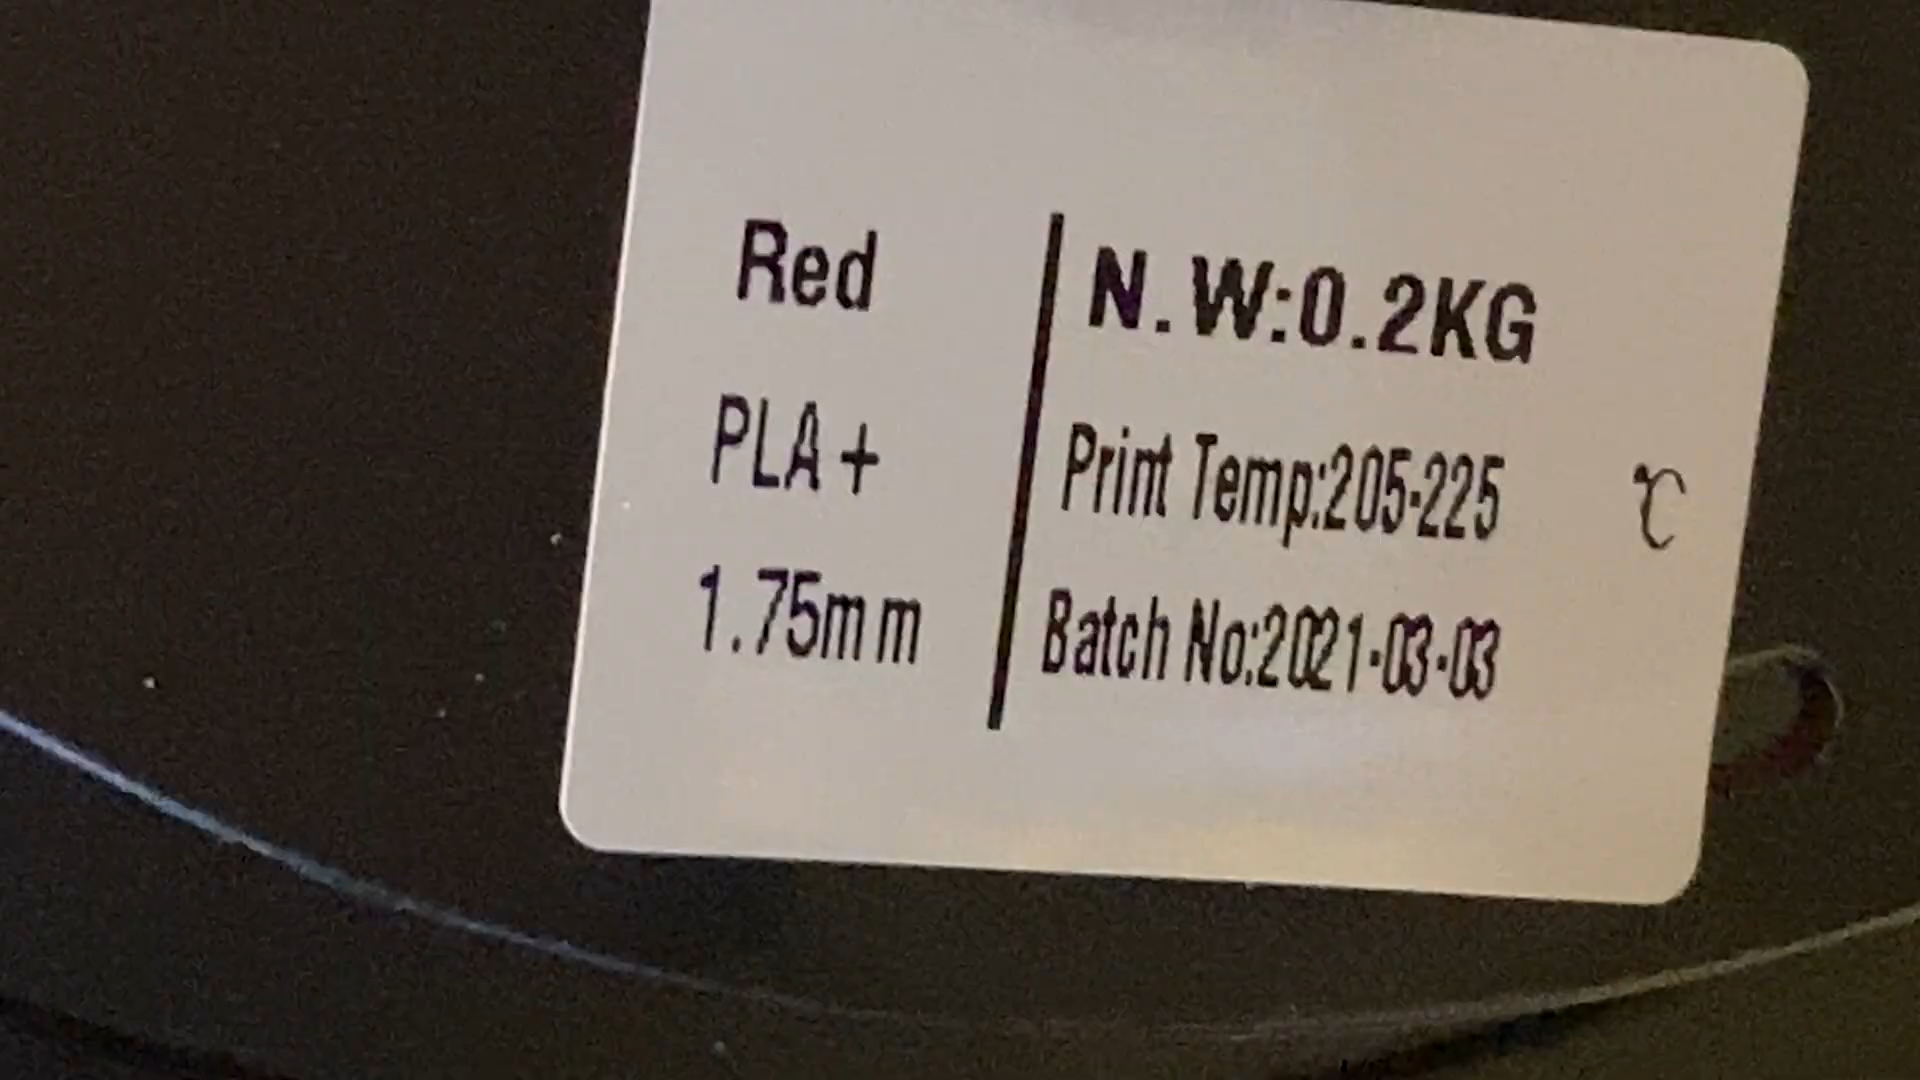 Red
PLA+
1.75mm
N.W:0.2KG
Print Temp:205-225 ℃
Batch No:2021-03-03